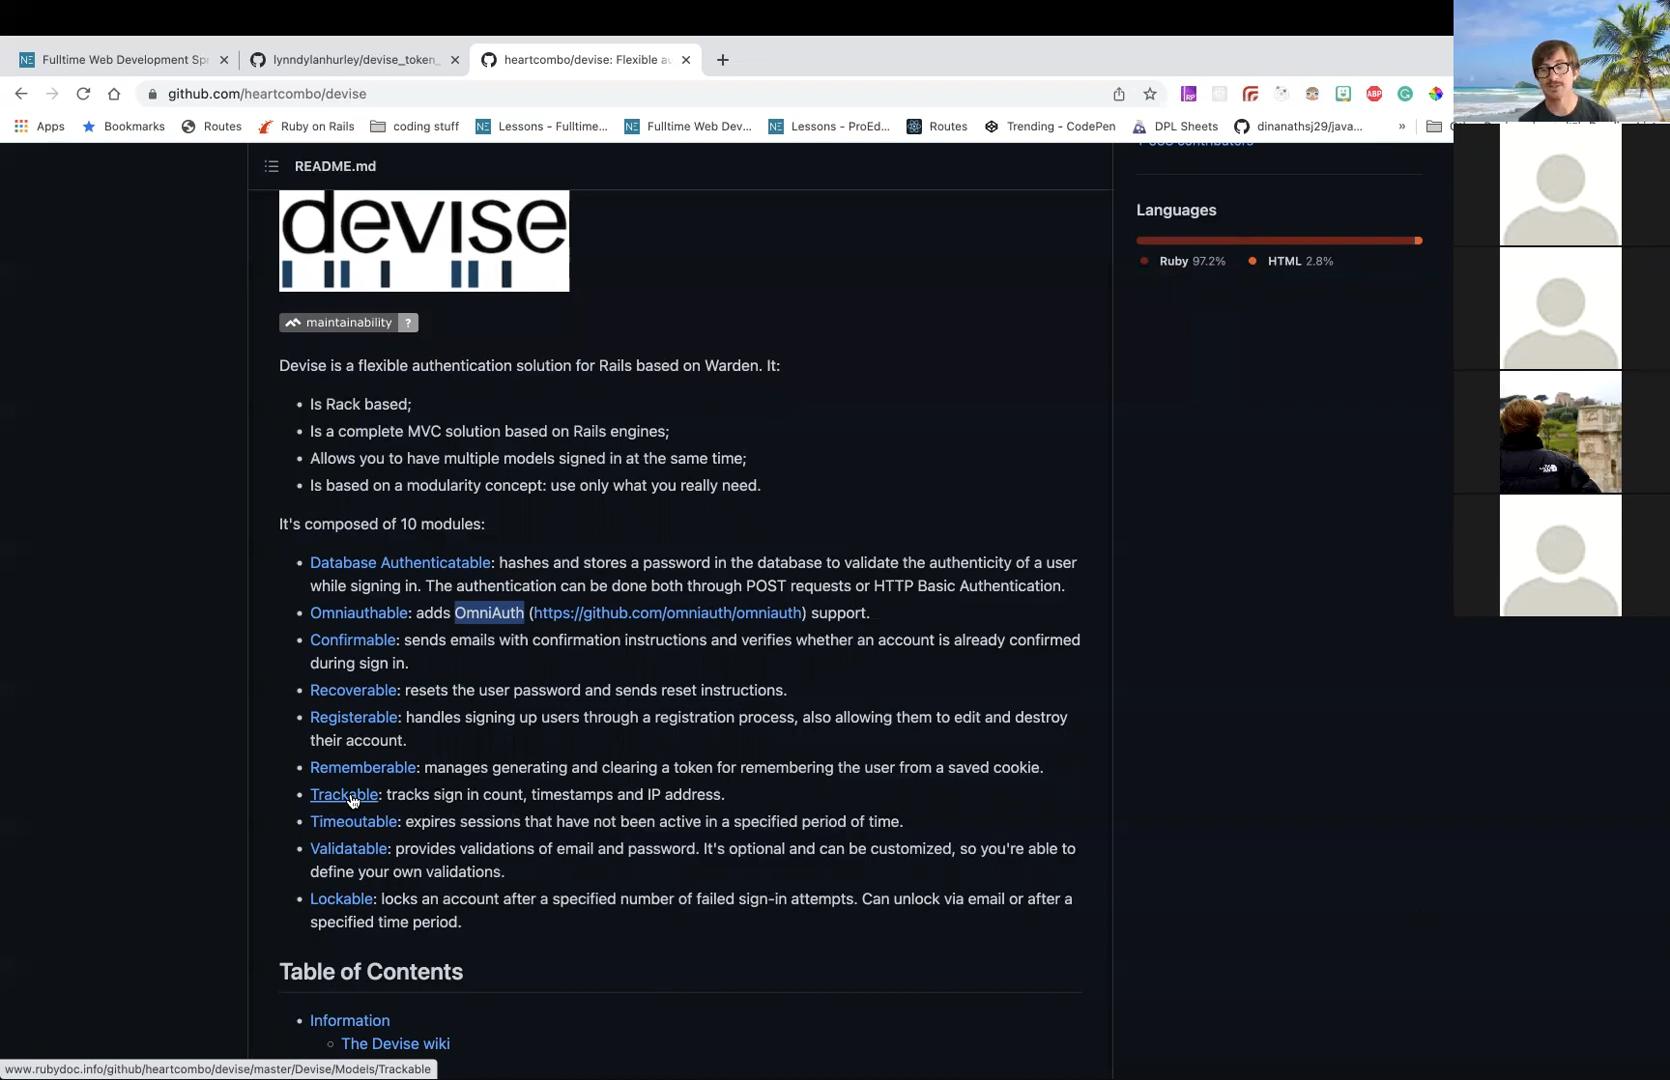 Fulltime Web Development Sp
lynndylanhurley/devise_token_
heartcombo/devise: Flexible au
github.com/heartcombo/devise
RP
ABP
Apps
Bookmarks
Routes
Ruby on Rails
coding stuff
NE Lessons - Fulltime...
NE Fulltime Web Dev...
NE Lessons - ProEd...
Routes
Trending - CodePen
DPL Sheets
dinanathsj29/java...
»
README.md
devise
maintainability ?
Devise is a flexible authentication solution for Rails based on Warden. It:
• Is Rack based;
• Is a complete MVC solution based on Rails engines;
• Allows you to have multiple models signed in at the same time;
• Is based on a modularity concept: use only what you really need.
It's composed of 10 modules:
• Database Authenticatable: hashes and stores a password in the database to validate the authenticity of a user
while signing in. The authentication can be done both through POST requests or HTTP Basic Authentication.
• Omniauthable: adds OmniAuth (https://github.com/omniauth/omniauth) support.
• Confirmable: sends emails with confirmation instructions and verifies whether an account is already confirmed
during sign in.
• Recoverable: resets the user password and sends reset instructions.
• Registerable: handles signing up users through a registration process, also allowing them to edit and destroy
their account.
• Rememberable: manages generating and clearing a token for remembering the user from a saved cookie.
• Trackable: tracks sign in count, timestamps and IP address.
• Timeoutable: expires sessions that have not been active in a specified period of time.
• Validatable: provides validations of email and password. It's optional and can be customized, so you're able to
define your own validations.
• Lockable: locks an account after a specified number of failed sign-in attempts. Can unlock via email or after a
specified time period.
Table of Contents
• Information
◦ The Devise wiki
Languages
Ruby 97.2%
HTML 2.8%
www.rubydoc.info/github/heartcombo/devise/master/Devise/Models/Trackable